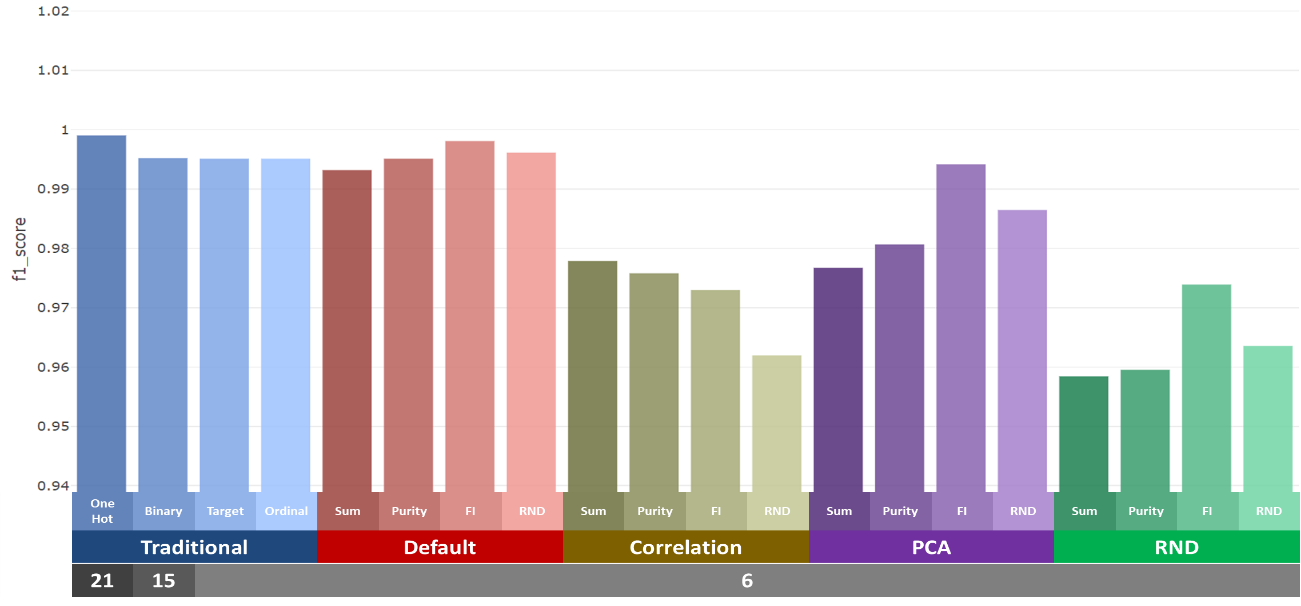 1.02
1.01
1
0.99
0.98
0.97
0.96
0.95
0.94
f1_score
One Hot Binary Target Ordinal Sum Purity FI RND Sum Purity FI RND Sum Purity FI RND Sum Purity FI RND
Traditional Default Correlation PCA RND
21 15 6